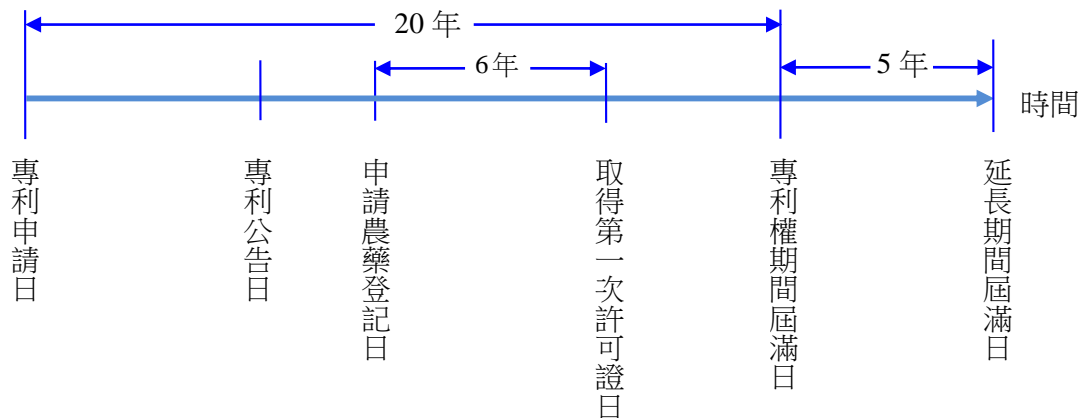 20 年
6年
5 年
時間
專利申請日
專利公告日
申請農藥登記日
取得第一次許可證日
專利權期間屆滿日
延長期間屆滿日